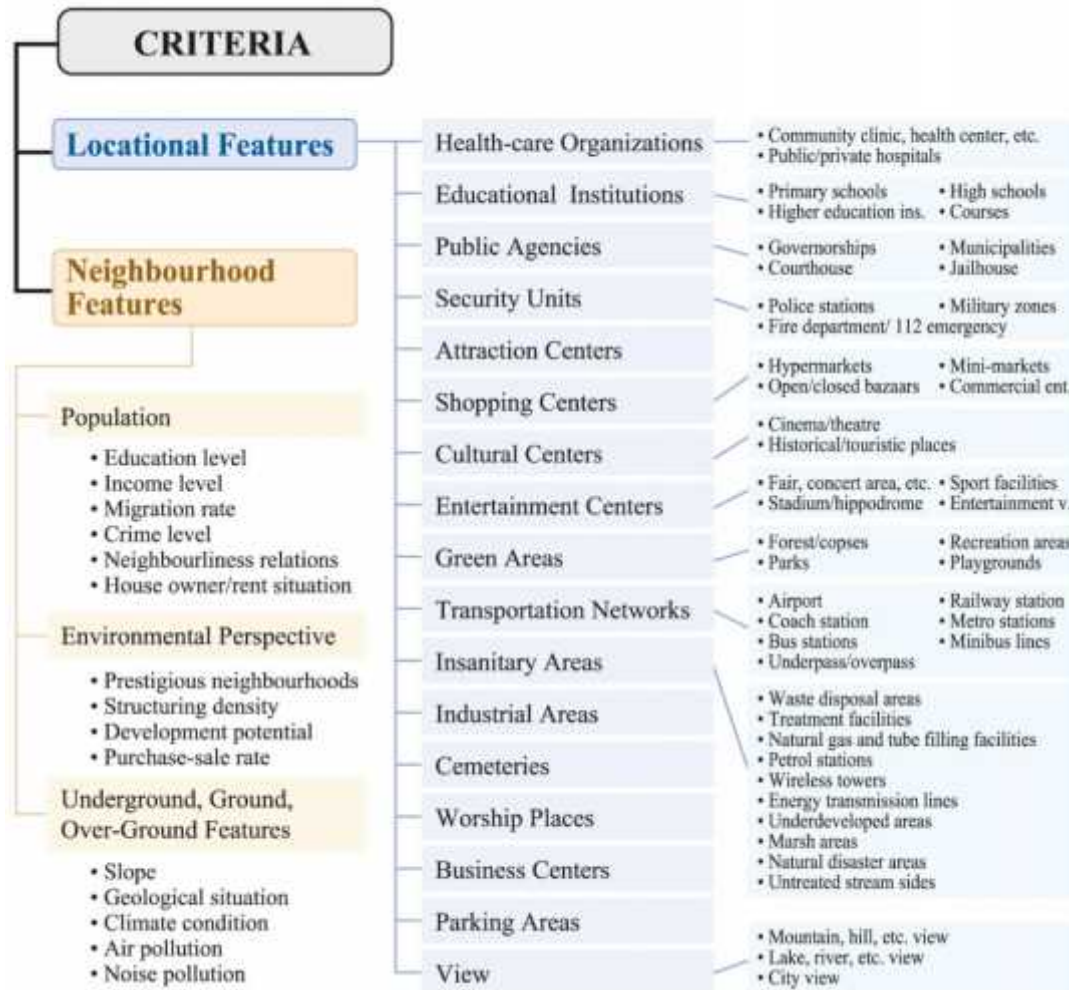 CRITERIA
Locational Features
Neighbourhood
Features
Population
• Education level
• Income level
• Migration rate
• Crime level
• Neighbourliness relations
• House owner/rent situation
Environmental Perspective
• Prestigious neighbourhoods
• Structuring density
• Development potential
• Purchase-sale rate
Underground, Ground,
Over-Ground Features
• Slope
• Geological situation
• Climate condition
• Air pollution
• Noise pollution
Health-care Organizations
• Community clinic, health center, etc.
• Public/private hospitals
Educational Institutions
• Primary schools • High schools
• Higher education ins. • Courses
Public Agencies
• Governorships • Municipalities
• Courthouse • Jailhouse
Security Units
• Police stations • Military zones
• Fire department/ 112 emergency
Attraction Centers
Shopping Centers
• Hypermarkets • Mini-markets
• Open/closed bazaars • Commercial ent.
Cultural Centers
• Cinema/theatre
• Historical/touristic places
Entertainment Centers
• Fair, concert area, etc. • Sport facilities
• Stadium/hippodrome • Entertainment v.
Green Areas
• Forest/copses • Recreation areas
• Parks • Playgrounds
Transportation Networks
• Airport • Railway station
• Coach station • Metro stations
• Bus stations • Minibus lines
• Underpass/overpass
Insanitary Areas
• Waste disposal areas
• Treatment facilities
• Natural gas and tube filling facilities
• Petrol stations
• Wireless towers
• Energy transmission lines
• Underdeveloped areas
• Marsh areas
• Natural disaster areas
• Untreated stream sides
Industrial Areas
Cemeteries
Worship Places
Business Centers
Parking Areas
View
• Mountain, hill, etc. view
• Lake, river, etc. view
• City view